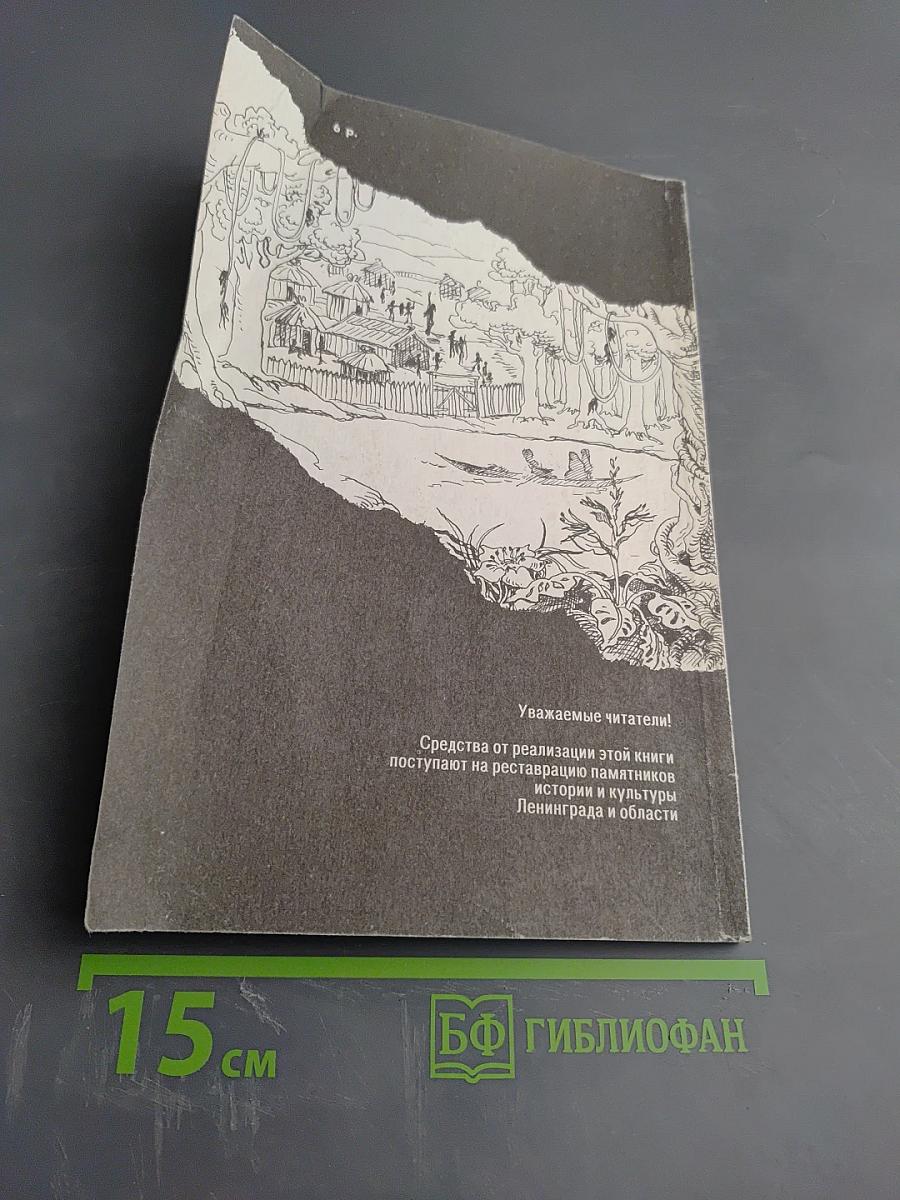 6 р.
Уважаемые читатели!
Средства от реализации этой книги
поступают на реставрацию памятников
истории и культуры
Ленинграда и области
15 см
БФ ГИБЛИОФАН